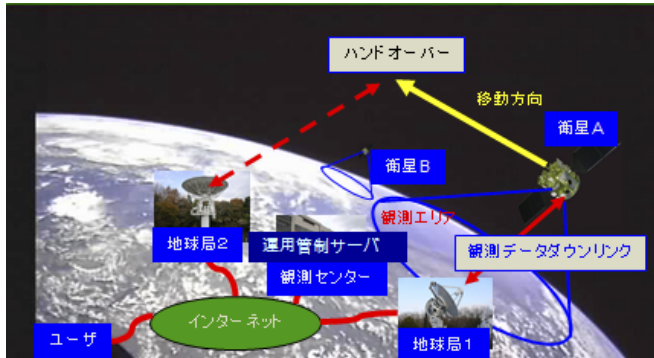 ハンドオーバー
移動方向
衛星A
衛星B
観測エリア
地球局2
運用管制サーバ
観測データダウンリンク
観測センター
インターネット
ユーザ
地球局1